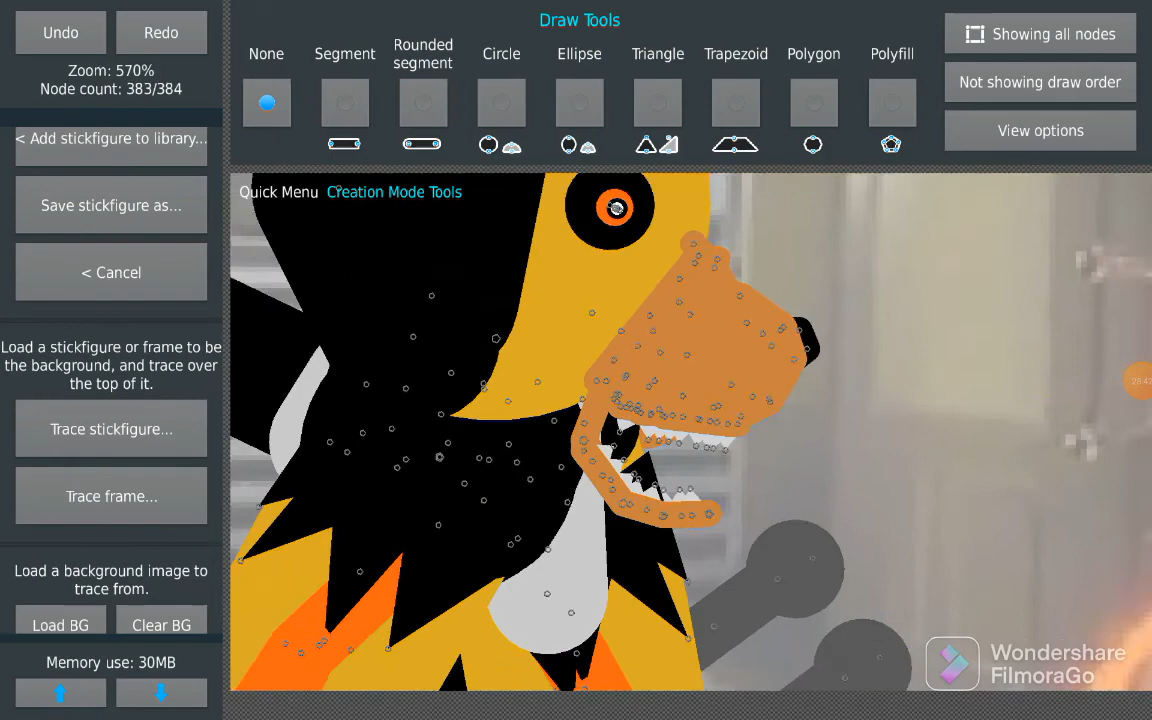 Undo
Redo
Zoom: 570%
Node count: 383/384
< Add stickfigure to library...
Save stickfigure as...
< Cancel
Load a stickfigure or frame to be
the background, and trace over
the top of it.
Trace stickfigure...
Trace frame...
Load a background image to
trace from.
Load BG
Clear BG
Memory use: 30MB
Draw Tools
None
Segment
Rounded
segment
Circle
Ellipse
Triangle
Trapezoid
Polygon
Polyfill
Showing all nodes
Not showing draw order
View options
Quick Menu
Creation Mode Tools
28:42
Wondershare
FilmoraGo